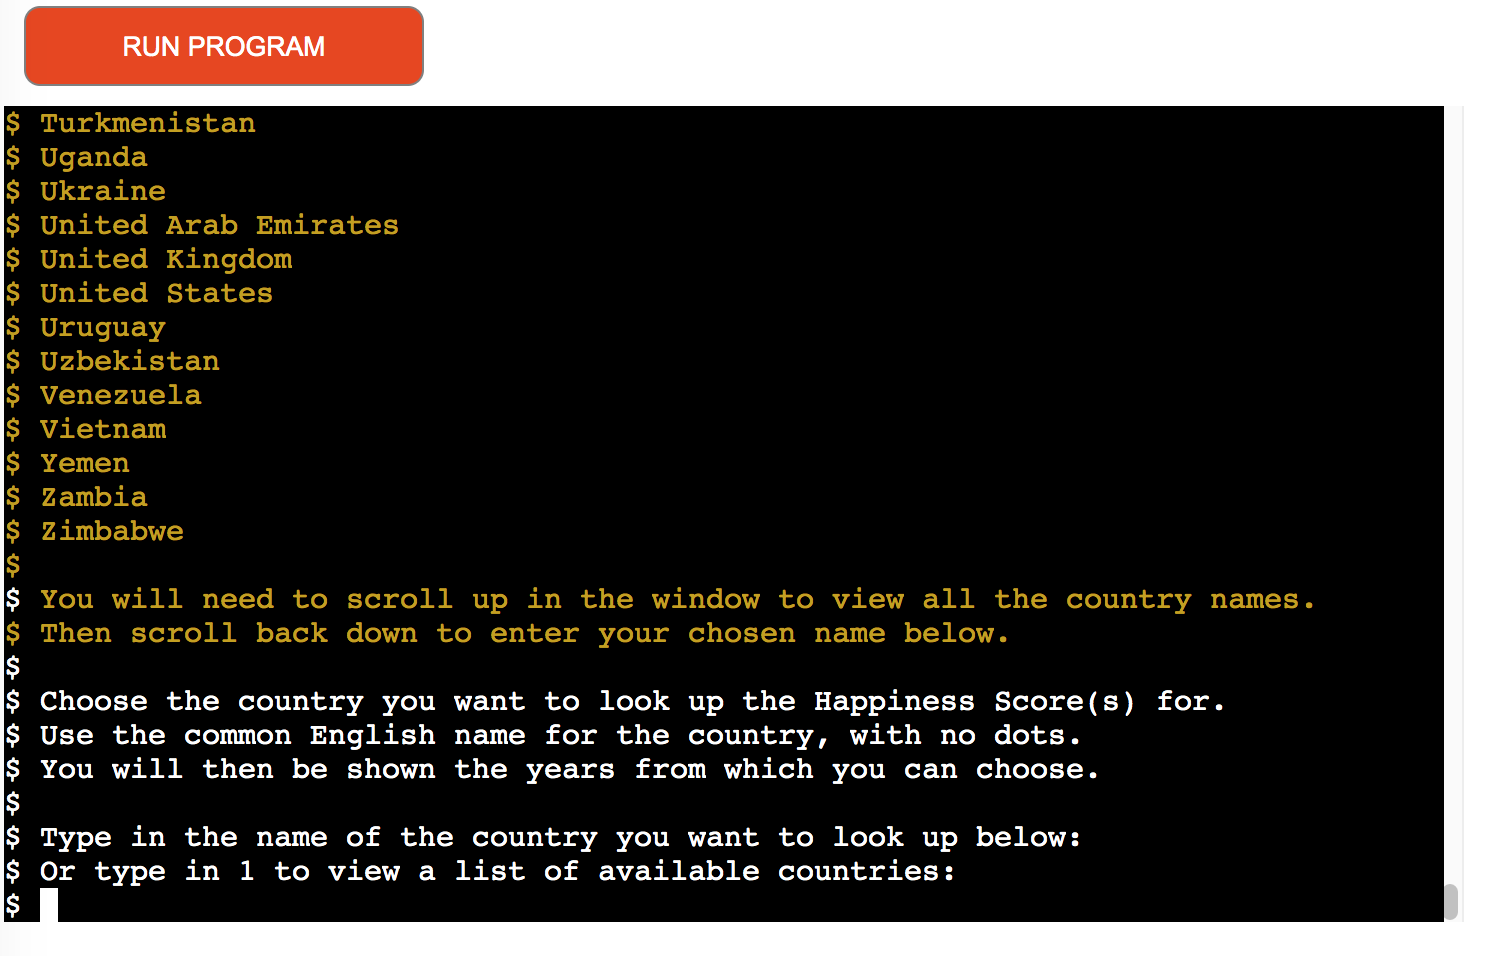 RUN PROGRAM
$ Turkmenistan
$ Uganda
$ Ukraine
$ United Arab Emirates
$ United Kingdom
$ United States
$ Uruguay
$ Uzbekistan
$ Venezuela
$ Vietnam
$ Yemen
$ Zambia
$ Zimbabwe
$
$ You will need to scroll up in the window to view all the country names.
$ Then scroll back down to enter your chosen name below.
$
$ Choose the country you want to look up the Happiness Score(s) for.
$ Use the common English name for the country, with no dots.
$ You will then be shown the years from which you can choose.
$
$ Type in the name of the country you want to look up below:
$ Or type in 1 to view a list of available countries:
$